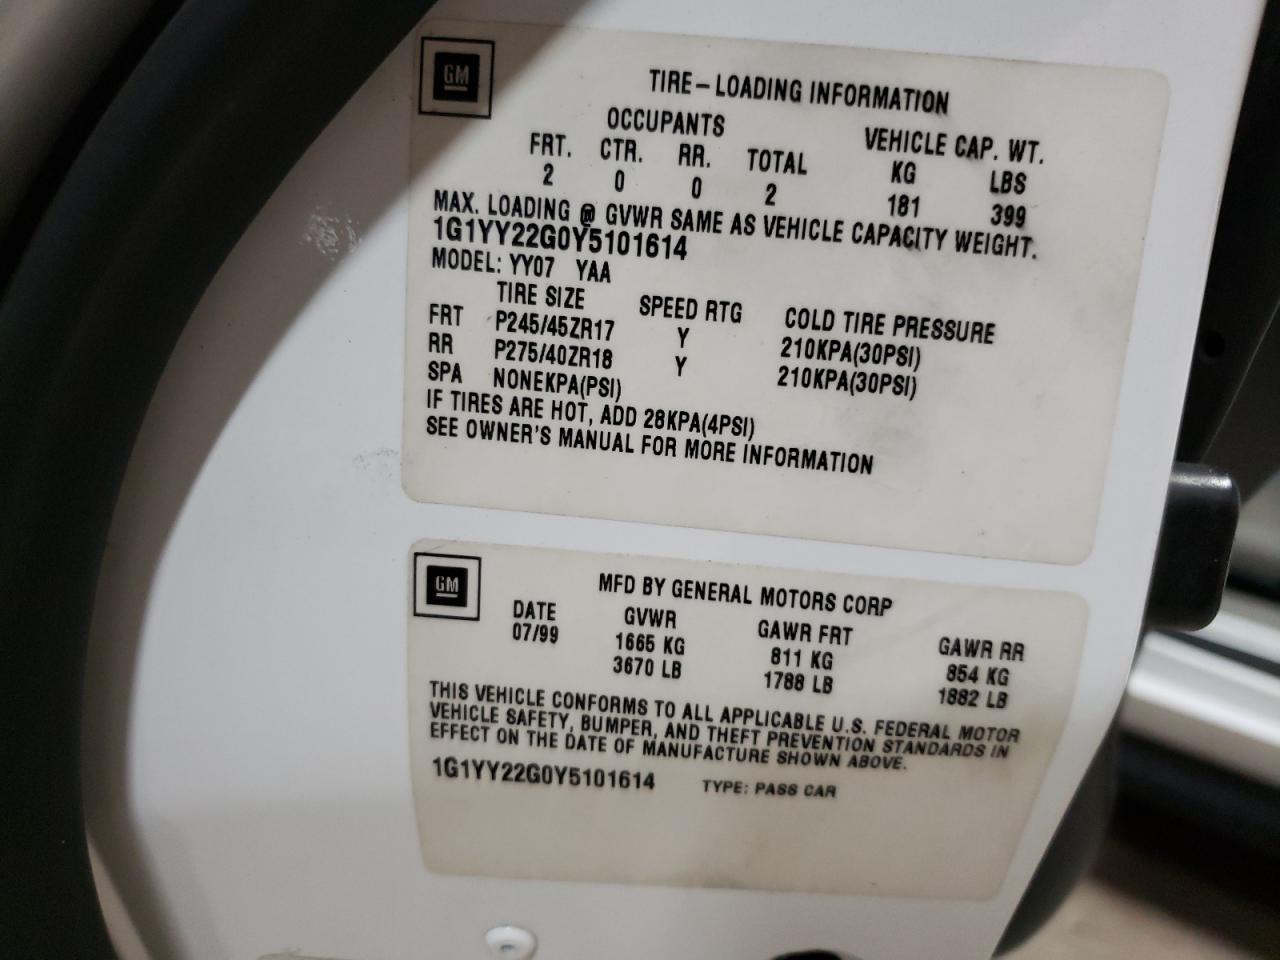 GM
TIRE-LOADING INFORMATION
OCCUPANTS VEHICLE CAP. WT.
FRT. CTR. RR. TOTAL KG LBS
2 0 0 2 181 399
MAX. LOADING @ GVWR SAME AS VEHICLE CAPACITY WEIGHT.
1G1YY22G0Y5101614
MODEL: YY07 YAA
TIRE SIZE SPEED RTG COLD TIRE PRESSURE
FRT P245/45ZR17 Y 210KPA(30PSI)
RR P275/40ZR18 Y 210KPA(30PSI)
SPA NONEKPA(PSI)
IF TIRES ARE HOT, ADD 28KPA(4PSI)
SEE OWNER'S MANUAL FOR MORE INFORMATION
GM
MFD BY GENERAL MOTORS CORP
DATE GVWR GAWR FRT GAWR RR
07/99 1665 KG 811 KG 854 KG
3670 LB 1788 LB 1882 LB
THIS VEHICLE CONFORMS TO ALL APPLICABLE U.S. FEDERAL MOTOR
VEHICLE SAFETY, BUMPER, AND THEFT PREVENTION STANDARDS IN
EFFECT ON THE DATE OF MANUFACTURE SHOWN ABOVE.
1G1YY22G0Y5101614 TYPE: PASS CAR